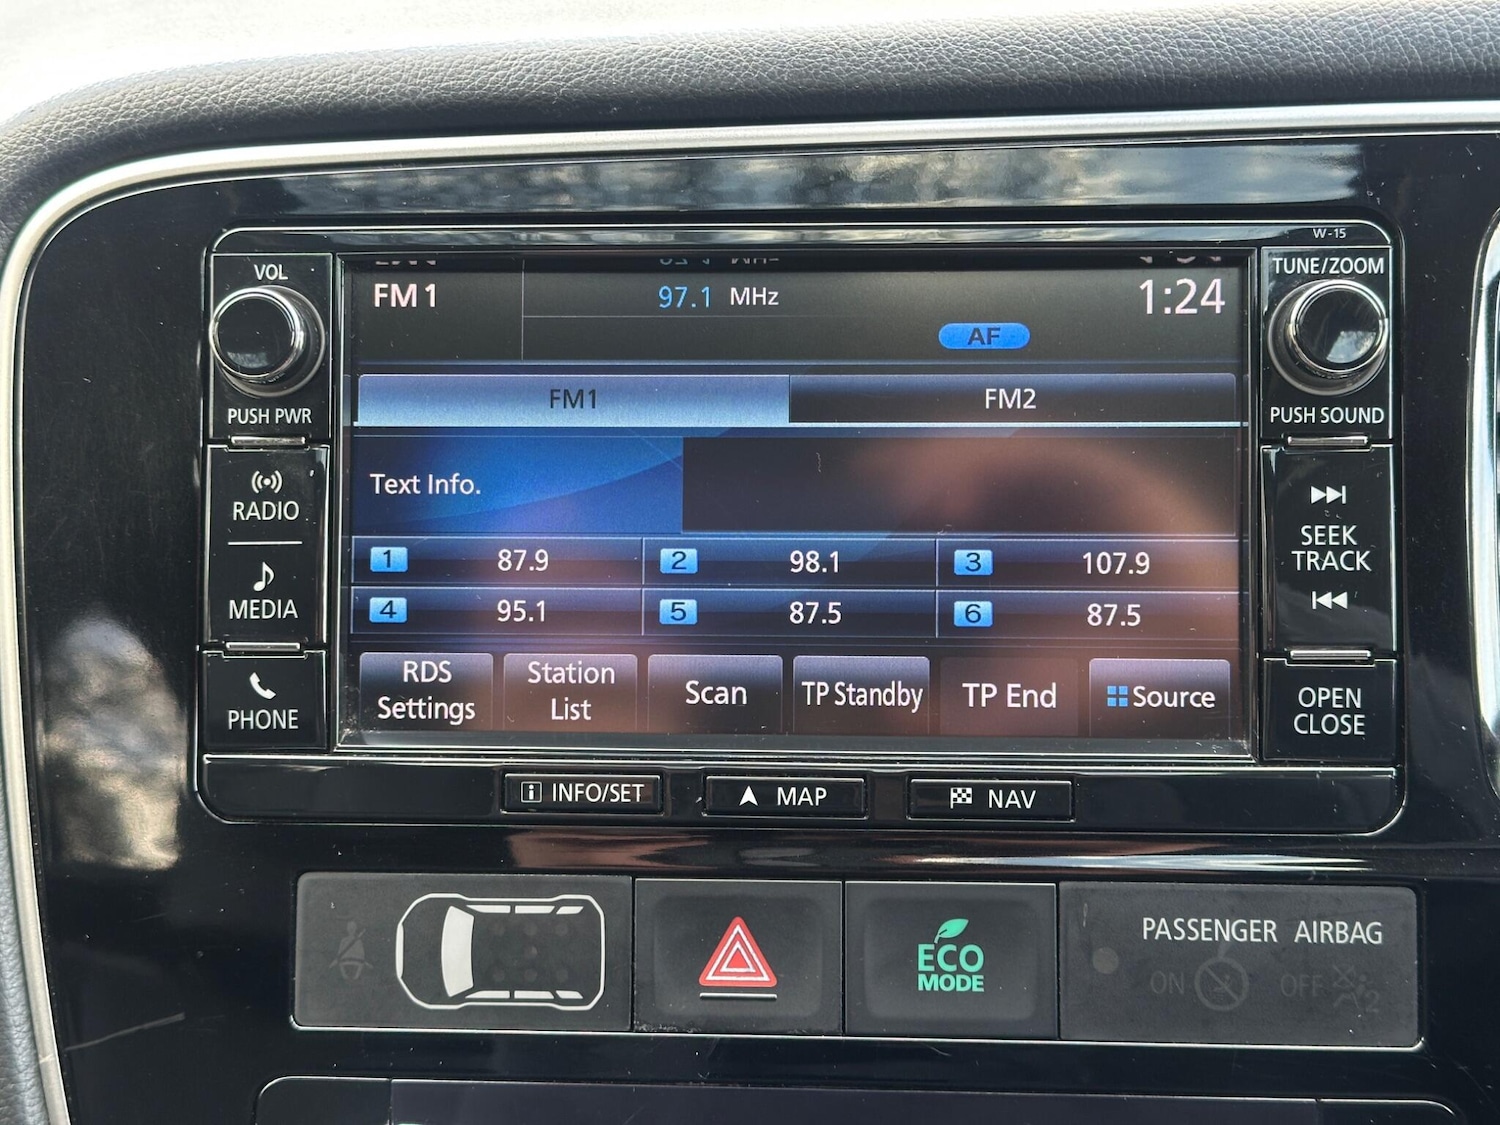 W-15
VOL
TUNE/ZOOM
FM 1
97.1 MHz
1:24
AF
PUSH PWR
PUSH SOUND
FM1
FM2
RADIO
Text Info.
SEEK
TRACK
MEDIA
1 87.9
2 98.1
3 107.9
4 95.1
5 87.5
6 87.5
PHONE
RDS
Settings
Station
List
Scan
TP Standby
TP End
Source
OPEN
CLOSE
i INFO/SET
MAP
NAV
ECO
MODE
PASSENGER AIRBAG
ON
OFF
2